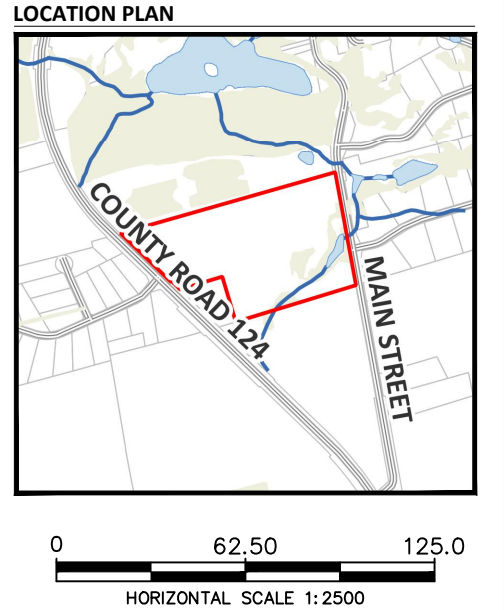 LOCATION PLAN
COUNTY ROAD 124
MAIN STREET
0 62.50 125.0
HORIZONTAL SCALE 1:2500